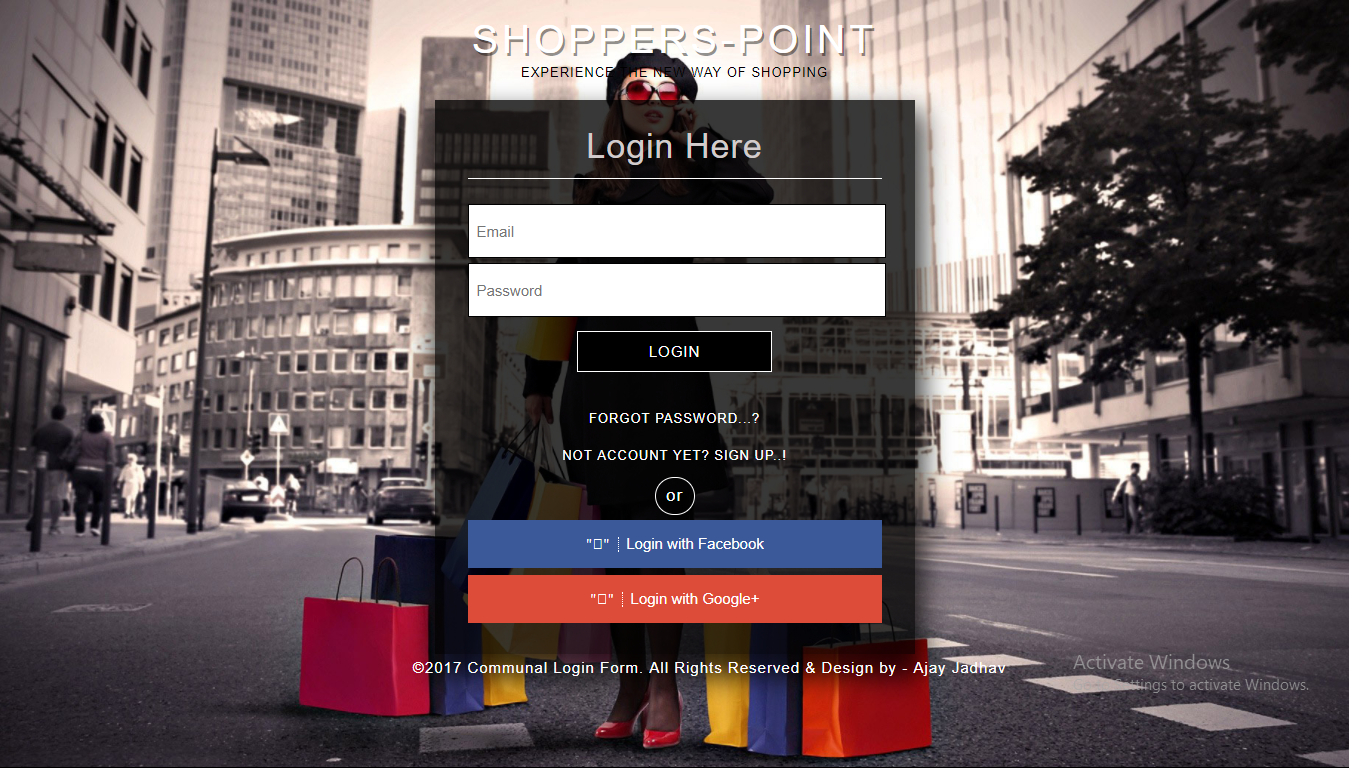 SHOPPERS-POINT
EXPERIENCE THE NEW WAY OF SHOPPING
Login Here
Email
Password
LOGIN
FORGOT PASSWORD...?
NOT ACCOUNT YET? SIGN UP..!
or
"" Login with Facebook
"" Login with Google+
©2017 Communal Login Form. All Rights Reserved & Design by - Ajay Jadhav
Activate Windows
Settings to activate Windows.